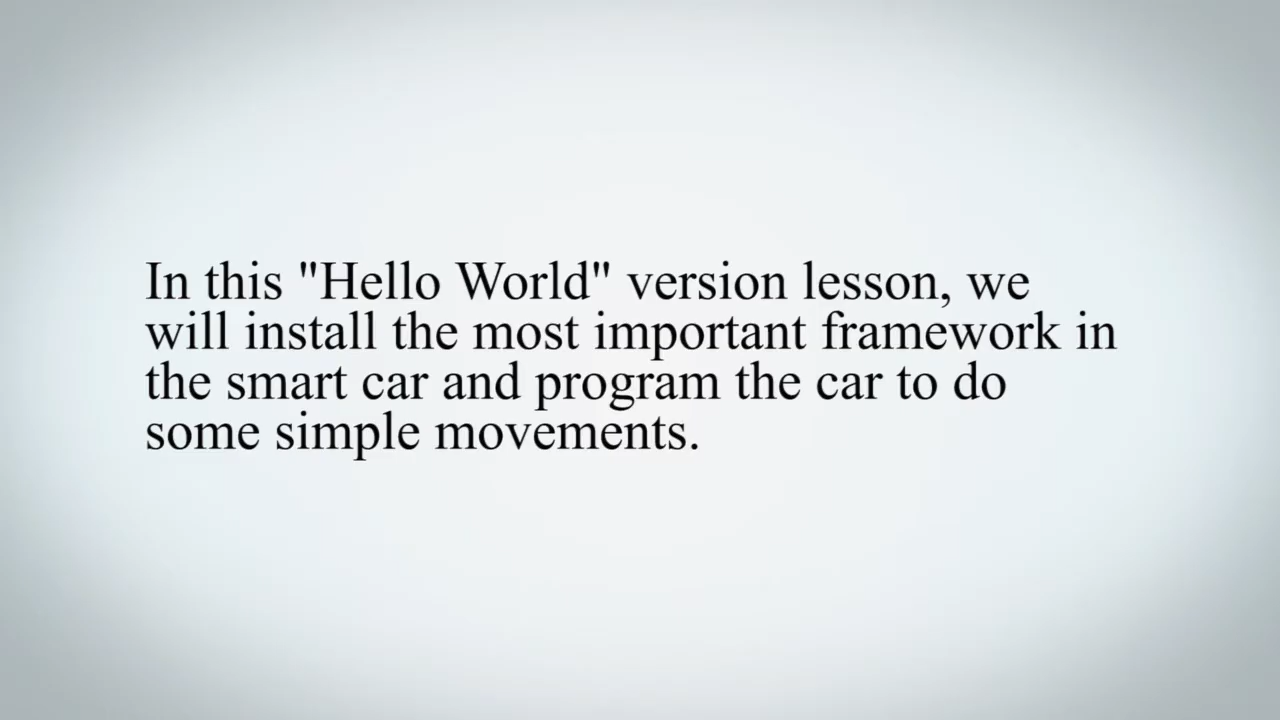 In this "Hello World" version lesson, we
will install the most important framework in
the smart car and program the car to do
some simple movements.